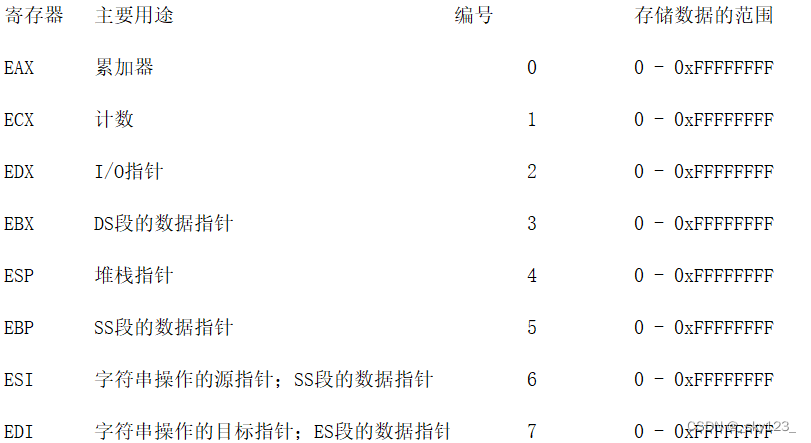 寄存器 主要用途 编号 存储数据的范围
EAX 累加器 0 0 - 0xFFFFFFFF
ECX 计数 1 0 - 0xFFFFFFFF
EDX I/O指针 2 0 - 0xFFFFFFFF
EBX DS段的数据指针 3 0 - 0xFFFFFFFF
ESP 堆栈指针 4 0 - 0xFFFFFFFF
EBP SS段的数据指针 5 0 - 0xFFFFFFFF
ESI 字符串操作的源指针；SS段的数据指针 6 0 - 0xFFFFFFFF
EDI 字符串操作的目标指针；ES段的数据指针 7 0 - 0xFFFFFFFF